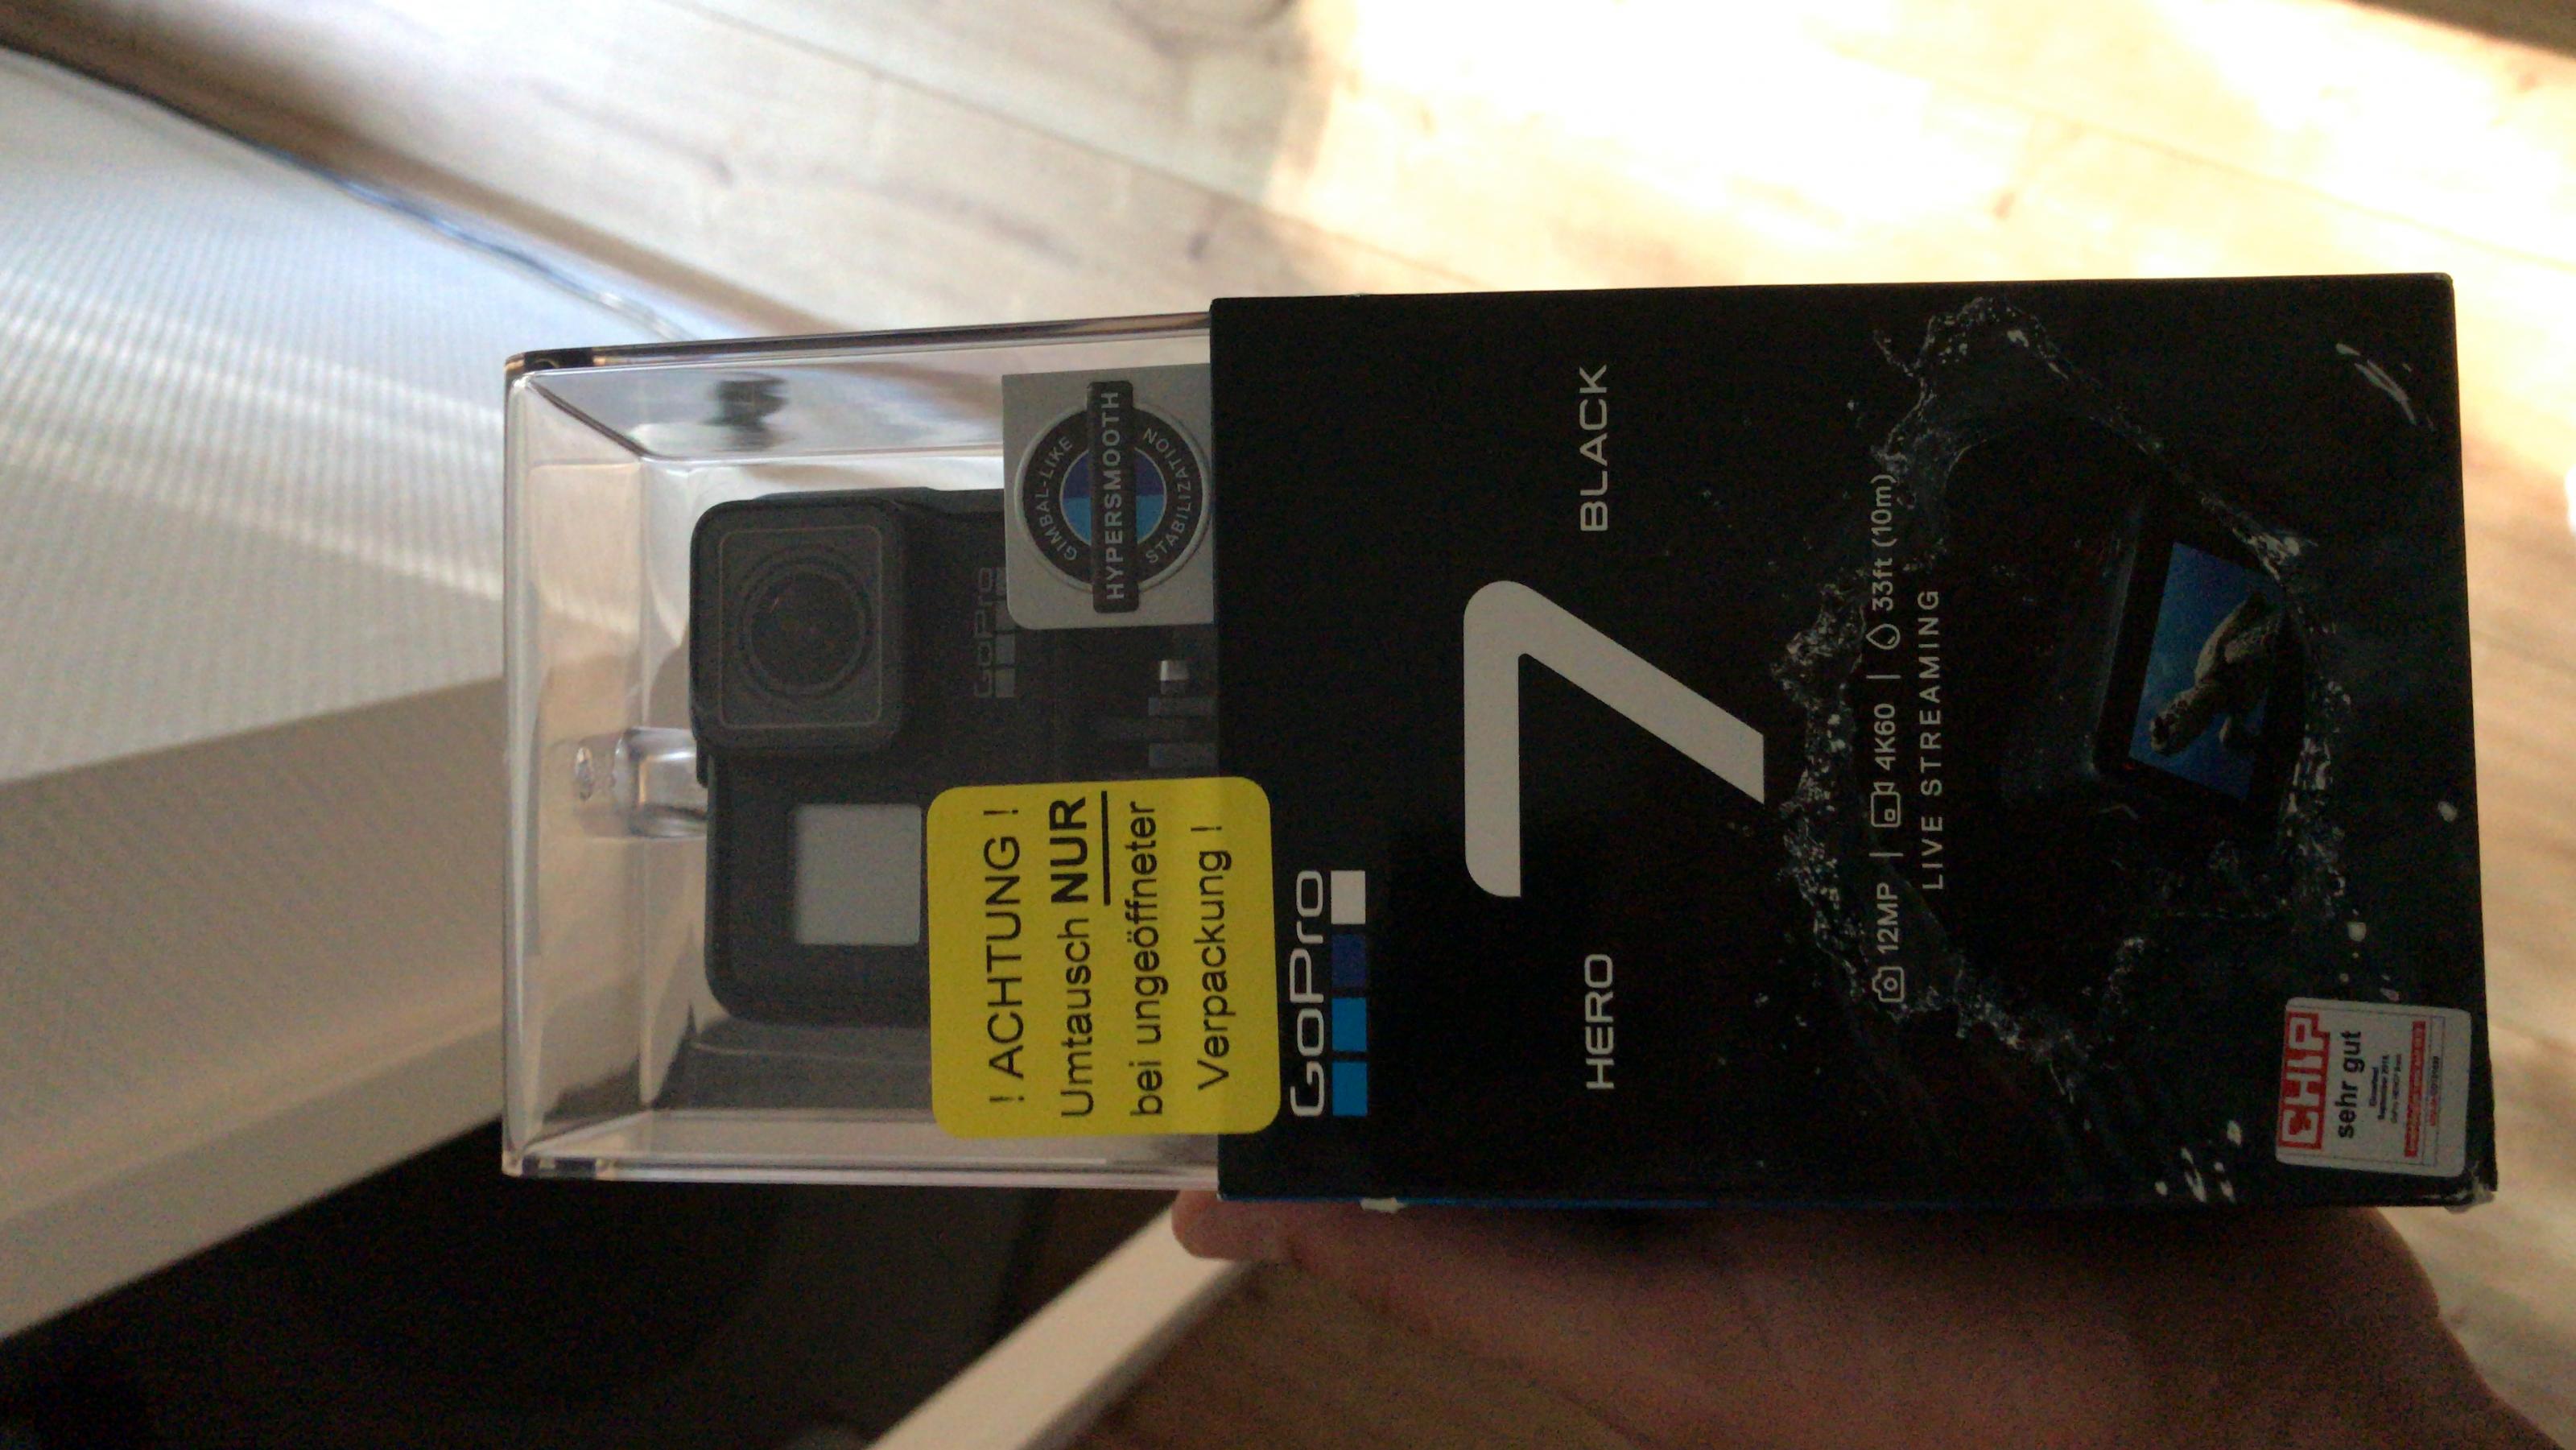 GoPro
GIMBAL-LIKE
HYPERSMOOTH
STABILIZATION
! ACHTUNG !
Umtausch NUR
bei ungeöffneter
Verpackung !
GoPro
7
HERO BLACK
12MP | 4K60 | 33ft (10m)
LIVE STREAMING
CHIP
sehr gut